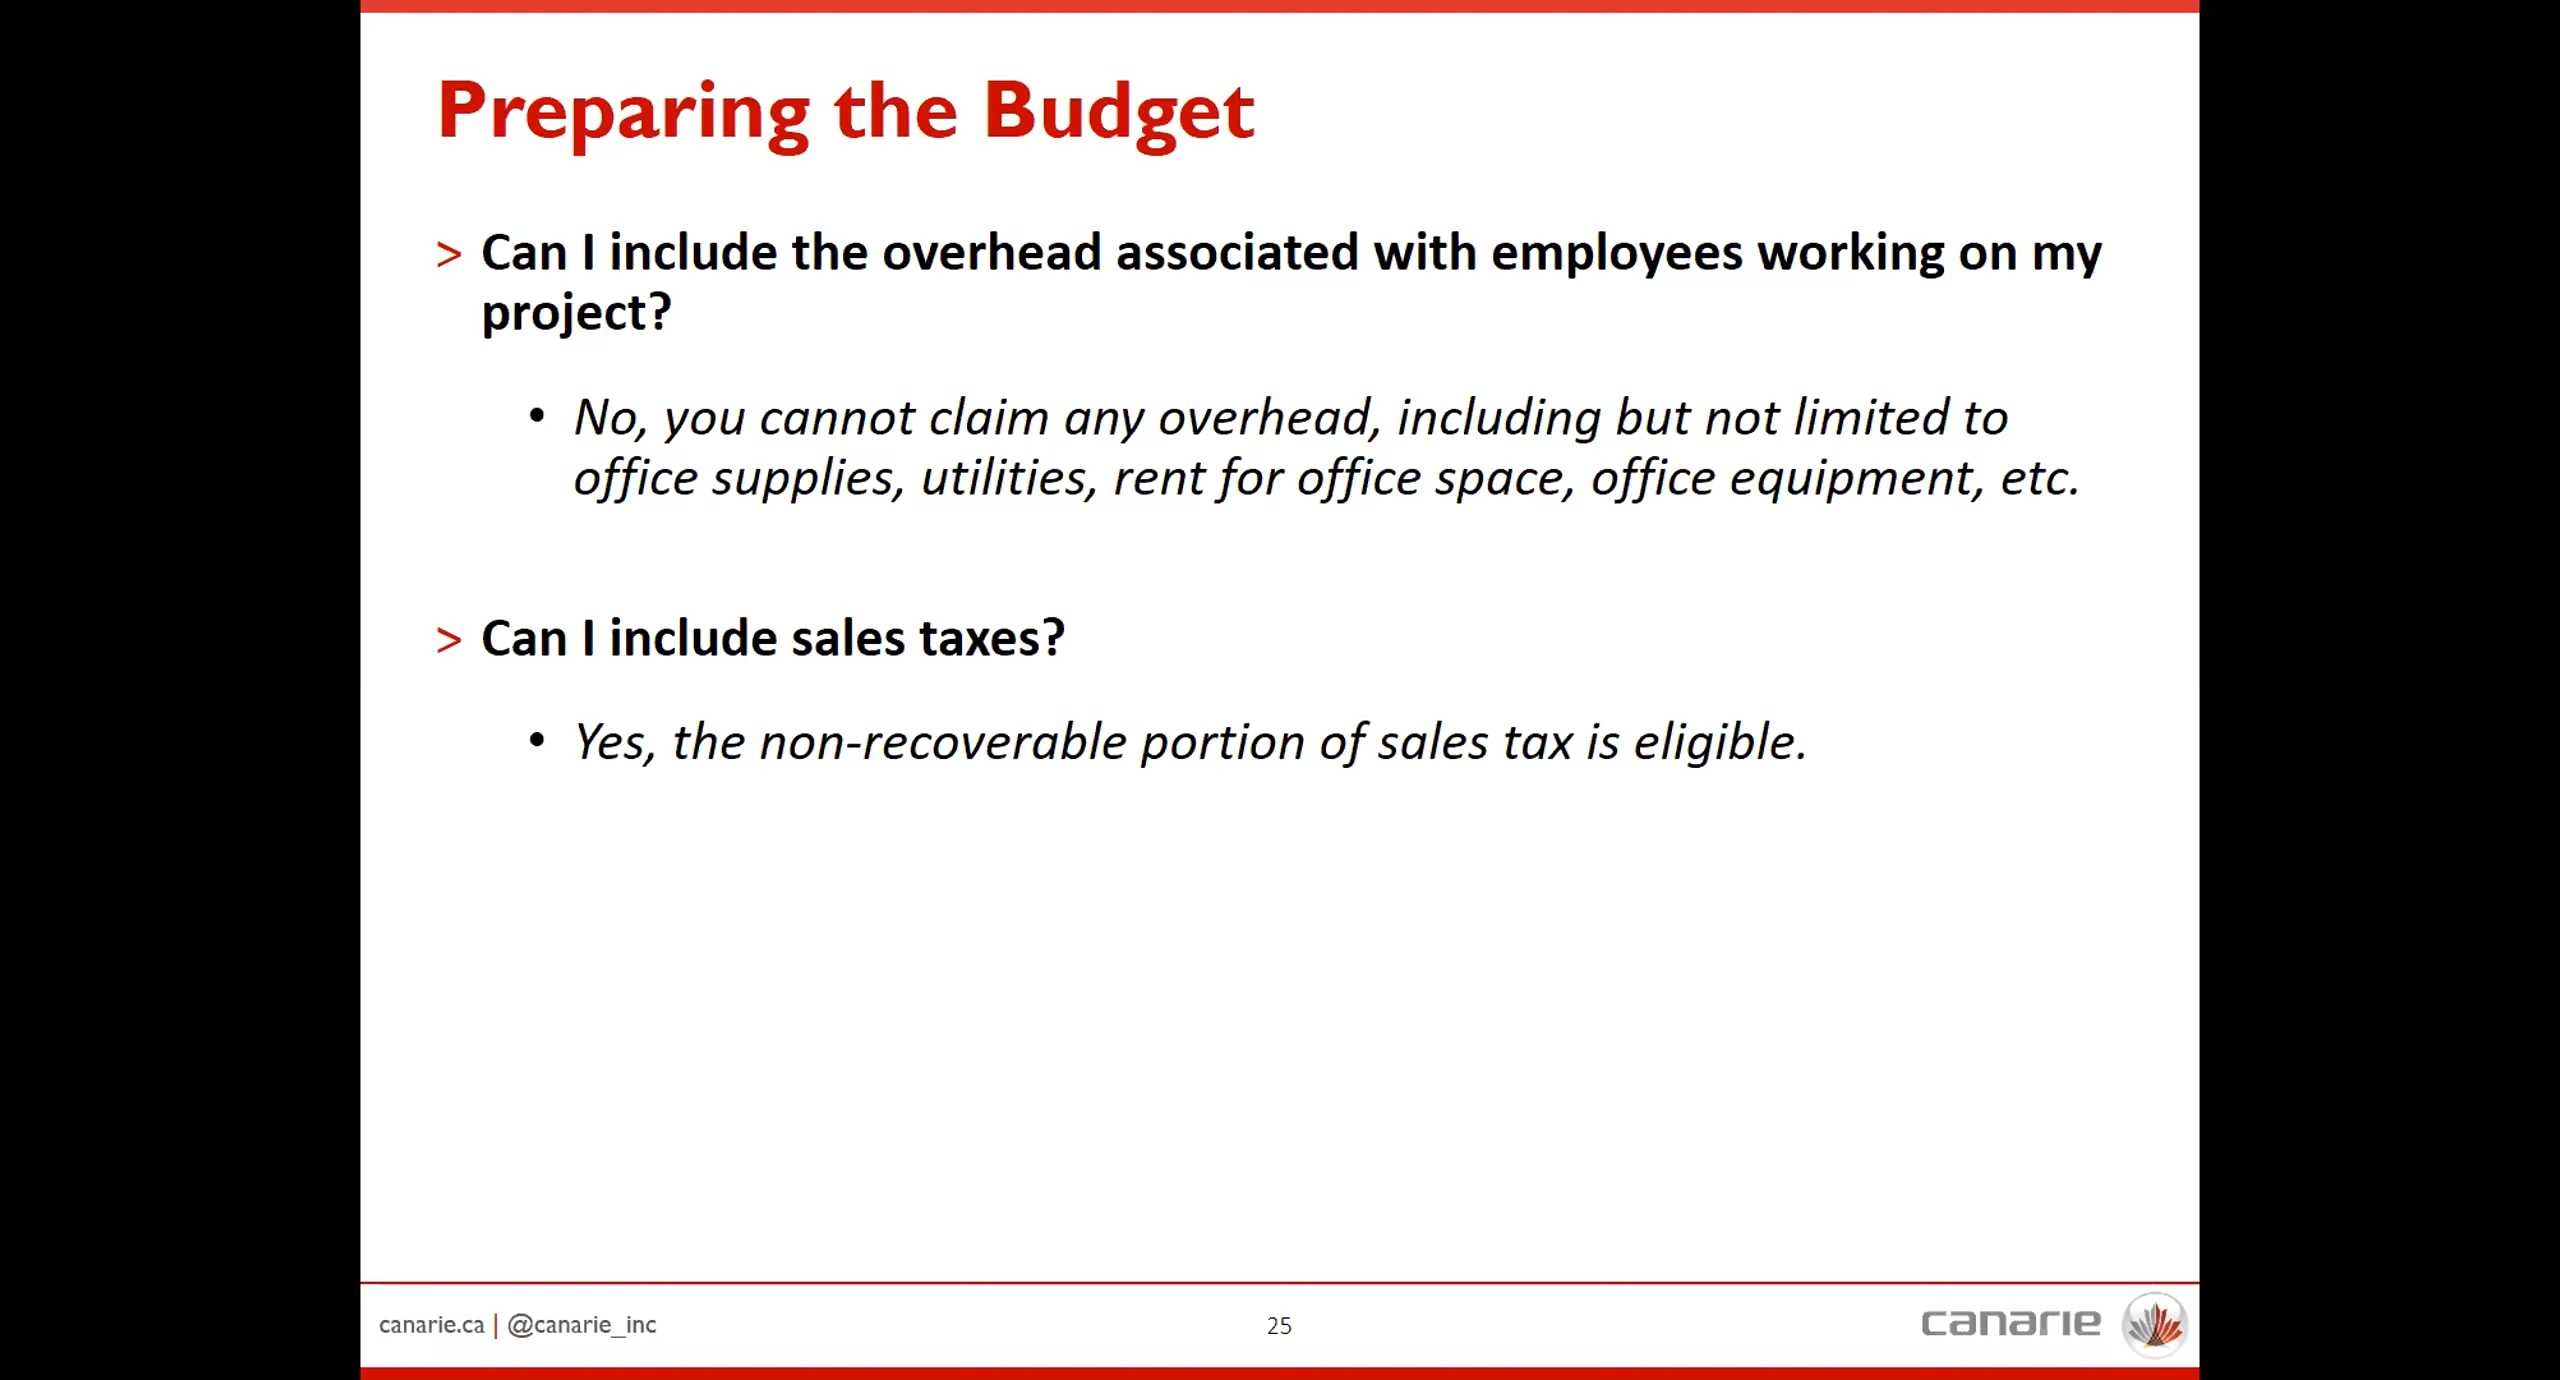 Preparing the Budget
> Can I include the overhead associated with employees working on my
project?
• No, you cannot claim any overhead, including but not limited to
office supplies, utilities, rent for office space, office equipment, etc.
> Can I include sales taxes?
• Yes, the non-recoverable portion of sales tax is eligible.
canarie.ca | @canarie_inc
25
canarie